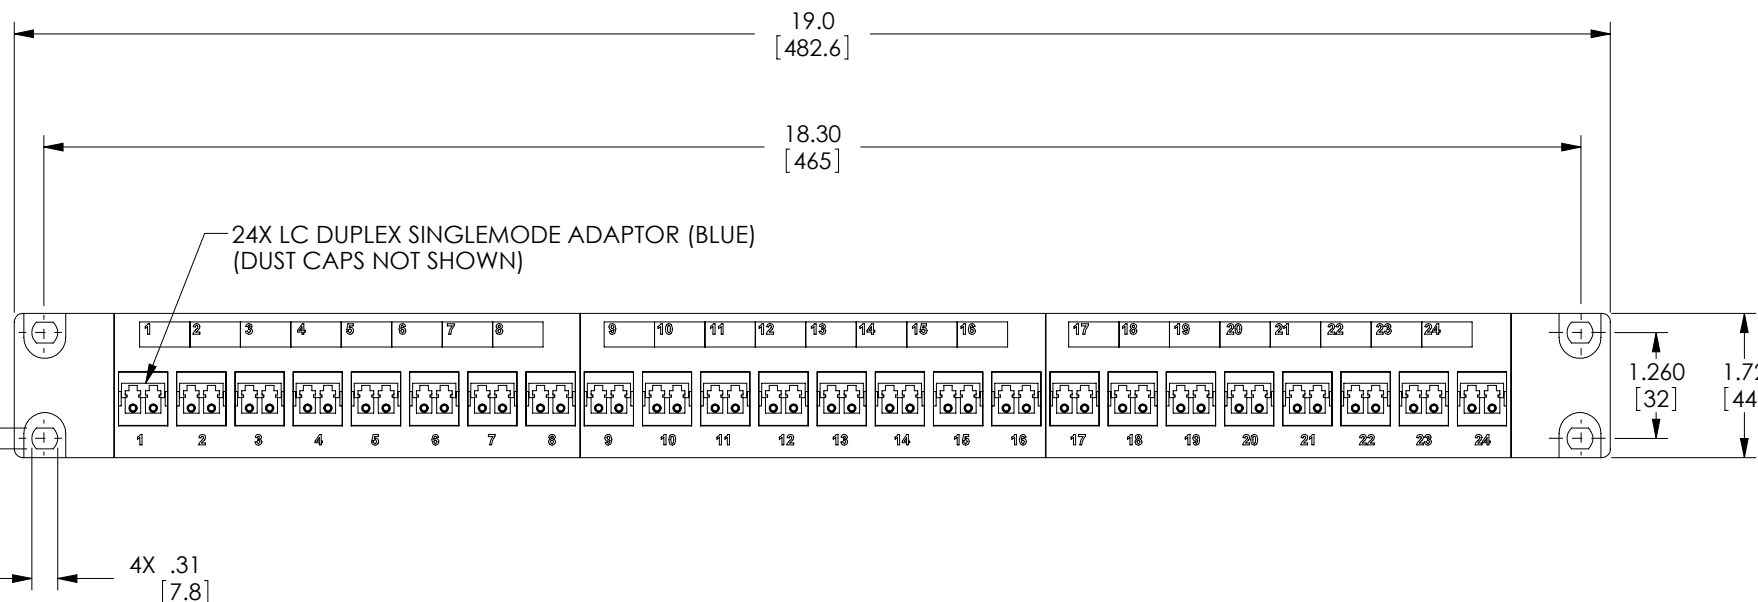 19.0
[482.6]
18.30
[465]
24X LC DUPLEX SINGLEMODE ADAPTOR (BLUE)
(DUST CAPS NOT SHOWN)
1 2 3 4 5 6 7 8 9 10 11 12 13 14 15 16 17 18 19 20 21 22 23 24
1.260
[32]
1.72
[44
1 2 3 4 5 6 7 8 9 10 11 12 13 14 15 16 17 18 19 20 21 22 23 24
4X .31
[7.8]